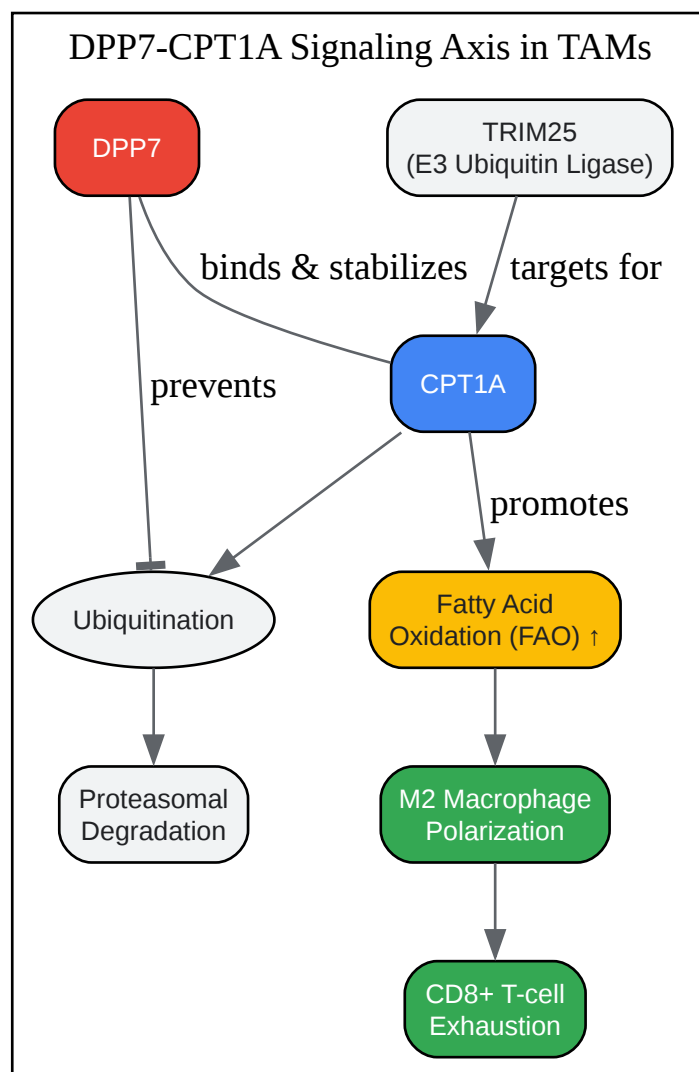 DPP7-CPT1A Signaling Axis in TAMs
DPP7
TRIM25
(E3 Ubiquitin Ligase)
binds & stabilizes
targets for
CPT1A
prevents
promotes
Ubiquitination
Fatty Acid
Oxidation (FAO) ↑
Proteasomal
Degradation
M2 Macrophage
Polarization
CD8+ T-cell
Exhaustion